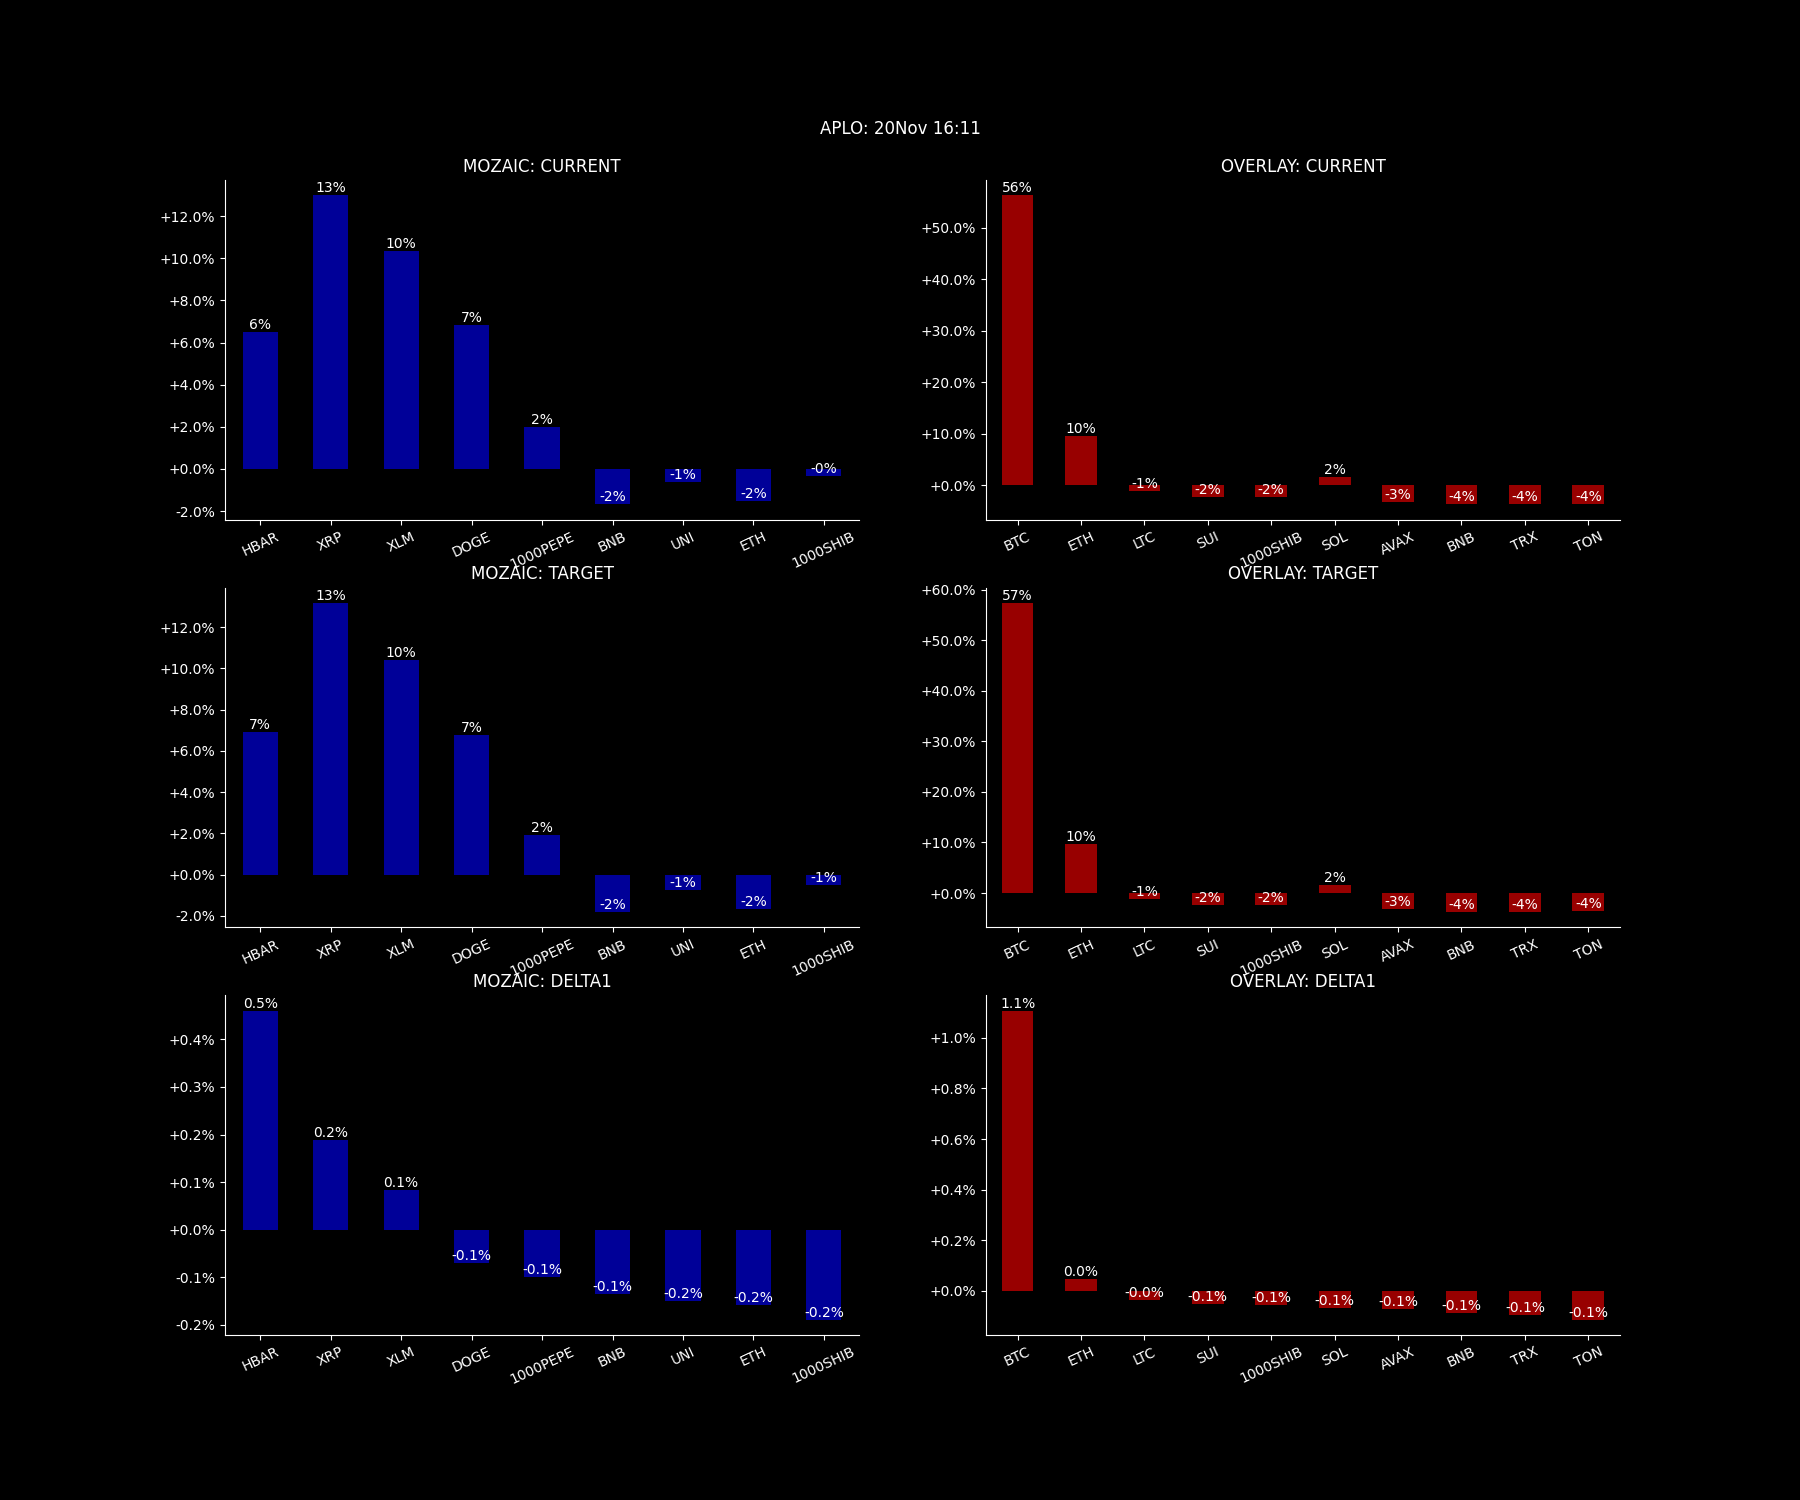 APLO: 20Nov 16:11
MOZAIC: CURRENT
+12.0%
+10.0%
+8.0%
+6.0%
+4.0%
+2.0%
+0.0%
-2.0%
6%
13%
10%
7%
2%
-2%
-1%
-2%
-0%
HBAR
XRP
XLM
DOGE
1000PEPE
BNB
UNI
ETH
1000SHIB
OVERLAY: CURRENT
+50.0%
+40.0%
+30.0%
+20.0%
+10.0%
+0.0%
56%
10%
-1%
-2%
-2%
2%
-3%
-4%
-4%
-4%
BTC
ETH
LTC
SUI
1000SHIB
SOL
AVAX
BNB
TRX
TON
MOZAIC: TARGET
+12.0%
+10.0%
+8.0%
+6.0%
+4.0%
+2.0%
+0.0%
-2.0%
7%
13%
10%
7%
2%
-2%
-1%
-2%
-1%
HBAR
XRP
XLM
DOGE
1000PEPE
BNB
UNI
ETH
1000SHIB
OVERLAY: TARGET
+60.0%
+50.0%
+40.0%
+30.0%
+20.0%
+10.0%
+0.0%
57%
10%
-1%
-2%
-2%
2%
-3%
-4%
-4%
-4%
BTC
ETH
LTC
SUI
1000SHIB
SOL
AVAX
BNB
TRX
TON
MOZAIC: DELTA1
+0.4%
+0.3%
+0.2%
+0.1%
+0.0%
-0.1%
-0.2%
0.5%
0.2%
0.1%
-0.1%
-0.1%
-0.1%
-0.2%
-0.2%
-0.2%
HBAR
XRP
XLM
DOGE
1000PEPE
BNB
UNI
ETH
1000SHIB
OVERLAY: DELTA1
+1.0%
+0.8%
+0.6%
+0.4%
+0.2%
+0.0%
1.1%
0.0%
-0.0%
-0.1%
-0.1%
-0.1%
-0.1%
-0.1%
-0.1%
-0.1%
BTC
ETH
LTC
SUI
1000SHIB
SOL
AVAX
BNB
TRX
TON